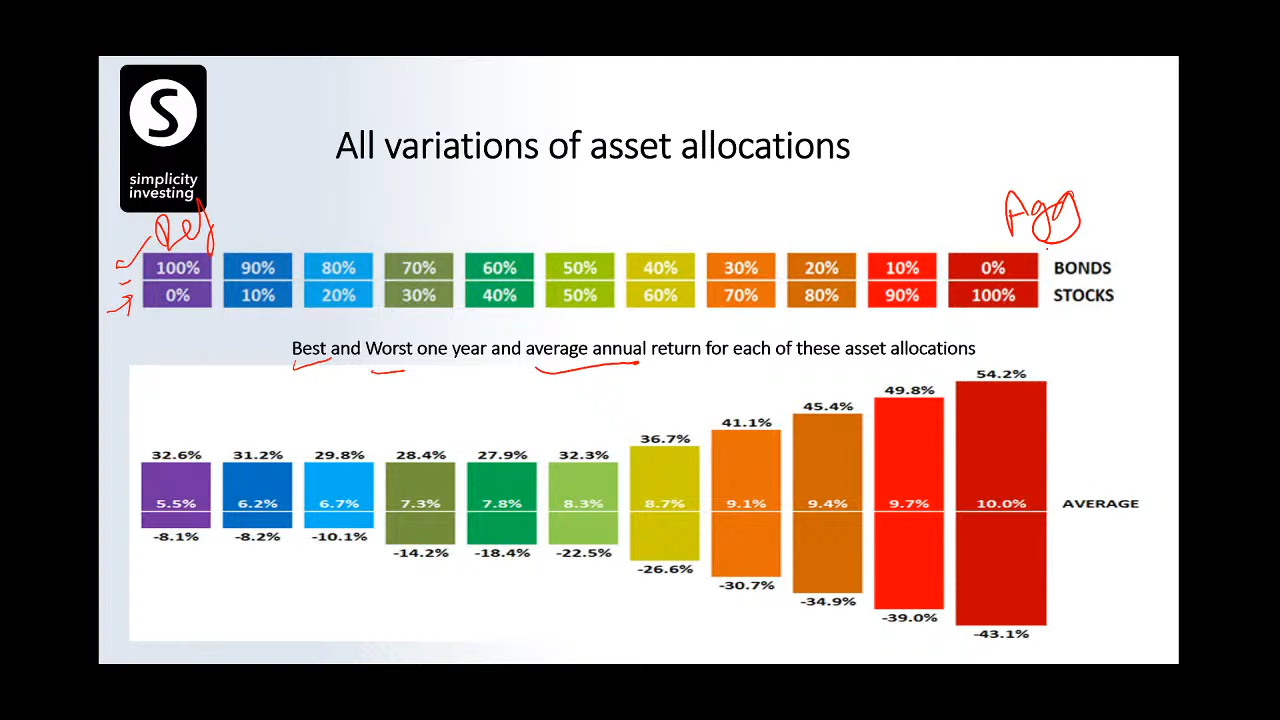 S
simplicity
investing
All variations of asset allocations
Def
Agg
100% 90% 80% 70% 60% 50% 40% 30% 20% 10% 0% BONDS
0% 10% 20% 30% 40% 50% 60% 70% 80% 90% 100% STOCKS
Best and Worst one year and average annual return for each of these asset allocations
32.6% 31.2% 29.8% 28.4% 27.9% 32.3% 36.7% 41.1% 45.4% 49.8% 54.2%
5.5% 6.2% 6.7% 7.3% 7.8% 8.3% 8.7% 9.1% 9.4% 9.7% 10.0% AVERAGE
-8.1% -8.2% -10.1% -14.2% -18.4% -22.5% -26.6% -30.7% -34.9% -39.0% -43.1%